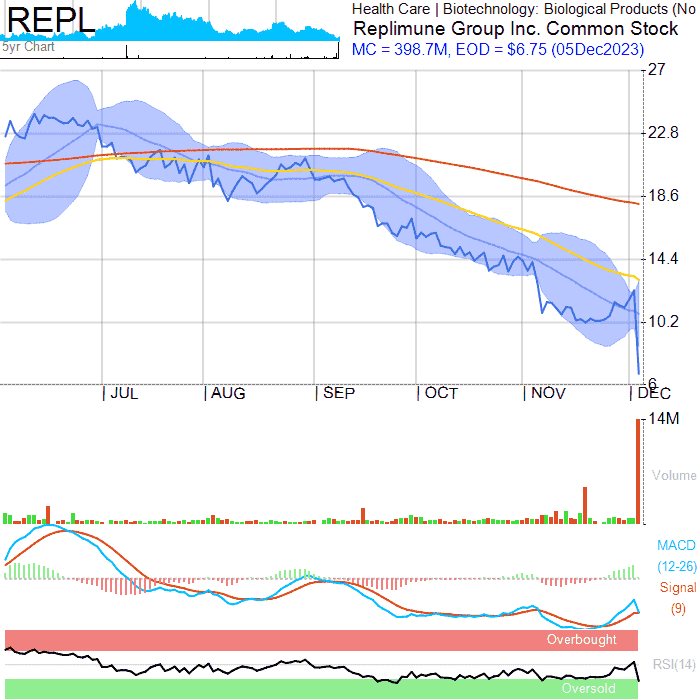 REPL
5yr Chart
Health Care | Biotechnology: Biological Products (No
Replimune Group Inc. Common Stock
MC = 398.7M, EOD = $6.75 (05Dec2023)
27
22.8
18.6
14.4
10.2
6
| JUL | AUG | SEP | OCT | NOV | DEC
14M
Volume
MACD
(12-26)
Signal
(9)
Overbought
RSI(14)
Oversold